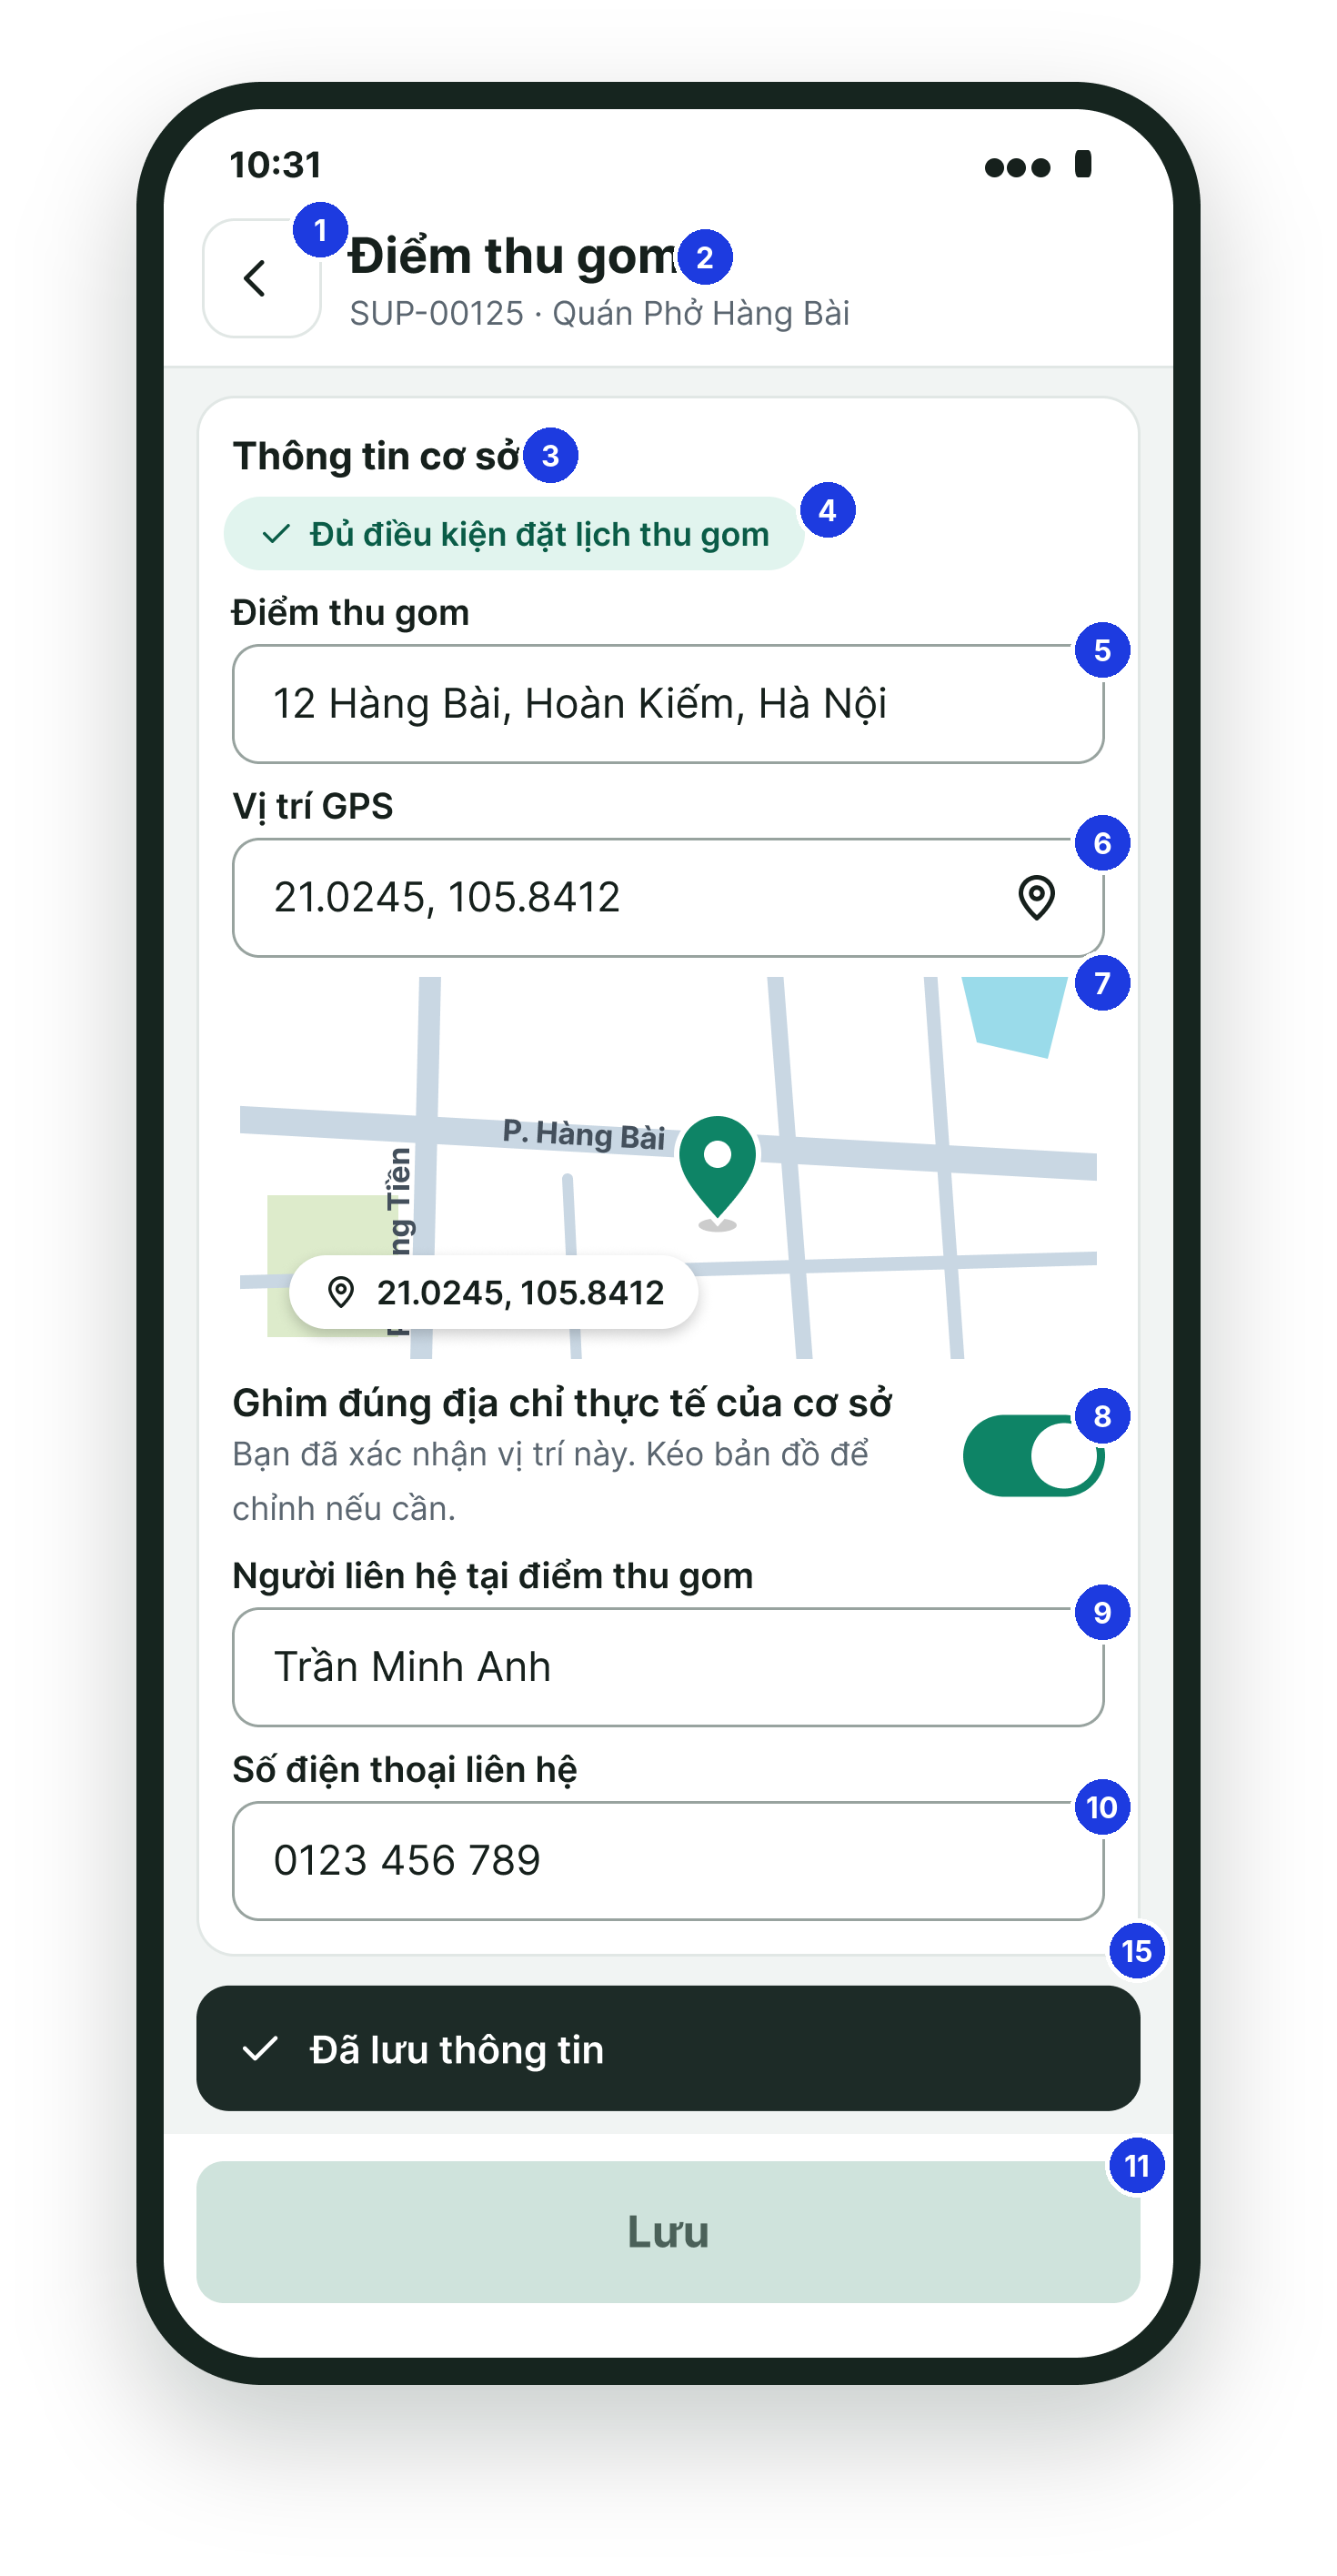 10:31
1
Điểm thu gom 2
SUP-00125 · Quán Phở Hàng Bài
Thông tin cơ sở 3
4
Đủ điều kiện đặt lịch thu gom
Điểm thu gom
5
12 Hàng Bài, Hoàn Kiếm, Hà Nội
Vị trí GPS
6
21.0245, 105.8412
7
P. Hàng Bài
Tiền
21.0245, 105.8412
Ghim đúng địa chỉ thực tế của cơ sở
8
Bạn đã xác nhận vị trí này. Kéo bản đồ để
chỉnh nếu cần.
Người liên hệ tại điểm thu gom
9
Trần Minh Anh
Số điện thoại liên hệ
10
0123 456 789
15
Đã lưu thông tin
11
Lưu